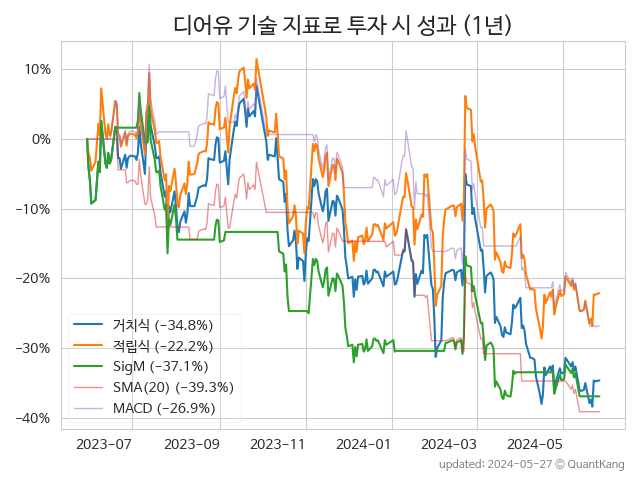 디어유 기술 지표로 투자 시 성과 (1년)
10%
0%
−10%
−20%
−30%
−40%
거치식 (−34.8%)
적립식 (−22.2%)
SigM (−37.1%)
SMA(20) (−39.3%)
MACD (−26.9%)
2023−07
2023−09
2023−11
2024−01
2024−03
2024−05
updated: 2024−05−27 © QuantKang